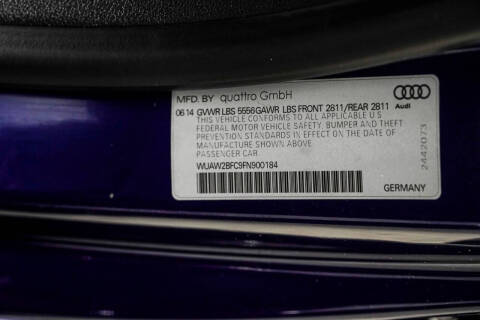 MFD. BY quattro GmbH
06 14 GVWR LBS 5556GAWR LBS FRONT 2811/REAR 2811
Audi
THIS VEHICLE CONFORMS TO ALL APPLICABLE U S
FEDERAL MOTOR VEHICLE SAFETY, BUMPER AND THEFT
PREVENTION STANDARDS IN EFFECT ON THE DATE OF
MANUFACTURE SHOWN ABOVE
PASSENGER CAR
WUAW2BFC9FN900184
2442073
GERMANY